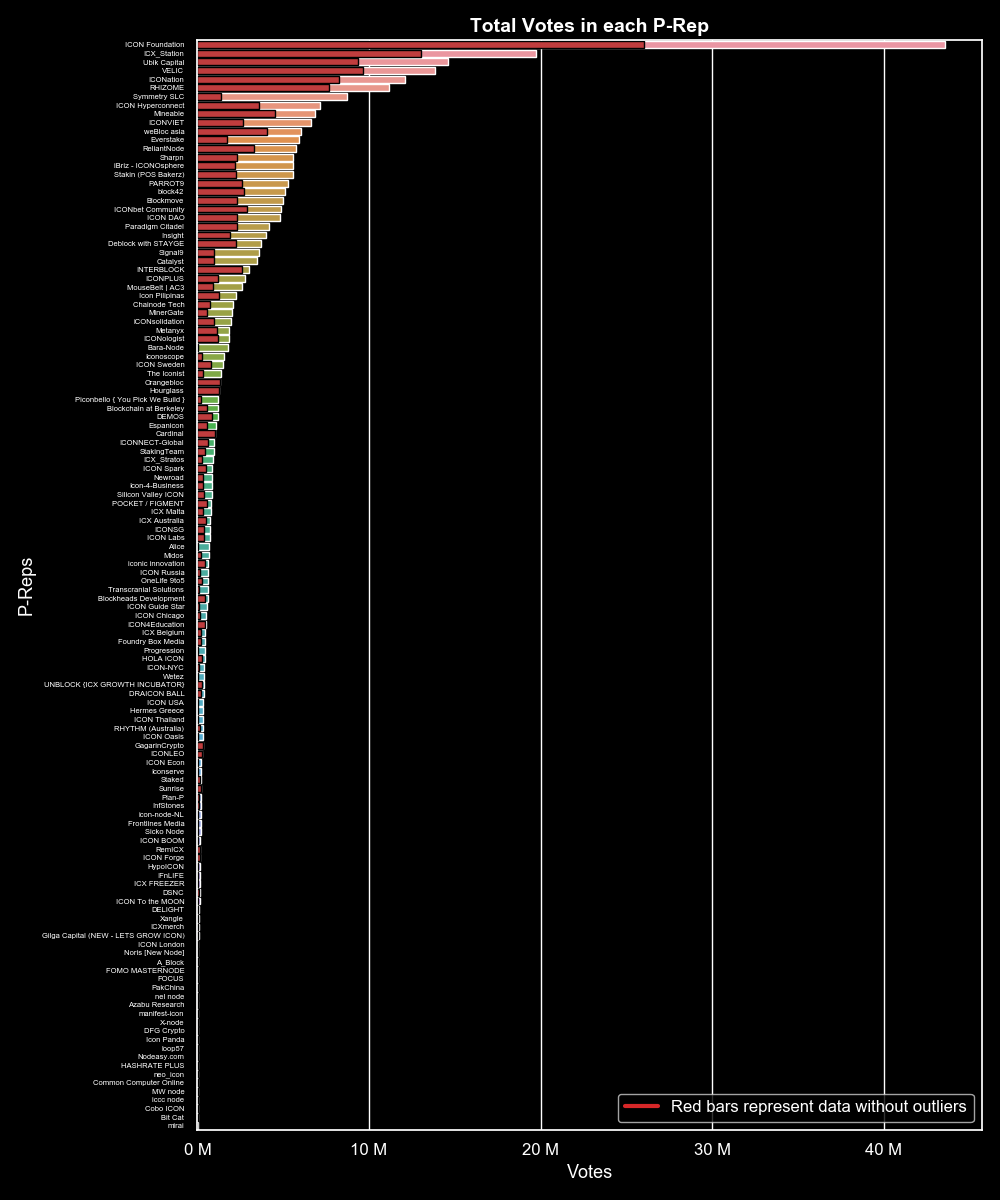 Total Votes in each P-Rep
ICON Foundation
ICX_Station
Ubik Capital
VELIC
ICONation
RHIZOME
Symmetry SLC
ICON Hyperconnect
Mineable
ICONVIET
weBloc asia
Everstake
ReliantNode
Sharpn
iBriz - ICONOsphere
Stakin (POS Bakerz)
PARROT9
block42
Blockmove
ICONbet Community
ICON DAO
Paradigm Citadel
Insight
Deblock with STAYGE
Signal9
Catalyst
INTERBLOCK
ICONPLUS
MouseBelt | AC3
Icon Pilipinas
Chainode Tech
MinerGate
ICONsolidation
Metanyx
ICONologist
Bara-Node
Iconoscope
ICON Sweden
The Iconist
Orangebloc
Hourglass
Piconbello { You Pick We Build }
Blockchain at Berkeley
DEMOS
Espanicon
Cardinal
ICONNECT-Global
StakingTeam
ICX_Stratos
ICON Spark
Newroad
icon-4-Business
Silicon Valley ICON
POCKET / FIGMENT
ICX Malta
ICX Australia
ICONSG
ICON Labs
Alice
Midos
iconic innovation
ICON Russia
OneLife 9to5
Transcranial Solutions
Blockheads Development
ICON Guide Star
ICON Chicago
ICON4Education
ICX Belgium
Foundry Box Media
Progression
HOLA ICON
ICON-NYC
Wetez
UNBLOCK {ICX GROWTH INCUBATOR}
DRAICON BALL
ICON USA
Hermes Greece
ICON Thailand
RHYTHM (Australia)
ICON Oasis
GagarinCrypto
ICONLEO
ICON Econ
Iconserve
Staked
Sunrise
Plan-P
InfStones
icon-node-NL
Frontlines Media
Sicko Node
ICON BOOM
RemICX
ICON Forge
HypoICON
IFnLIFE
ICX FREEZER
DSNC
ICON To the MOON
DELIGHT
Xangle
ICXmerch
Gilga Capital (NEW - LETS GROW ICON)
ICON London
Noris [New Node]
A_Block
FOMO MASTERNODE
FOCUS
PakChina
nel node
Azabu Research
manifest-icon
X-node
DFG Crypto
Icon Panda
loop57
Nodeasy.com
HASHRATE PLUS
neo_icon
Common Computer Online
MW node
iccc node
Cobo ICON
Bit Cat
mirai
P-Reps
Red bars represent data without outliers
0 M
10 M
20 M
30 M
40 M
Votes